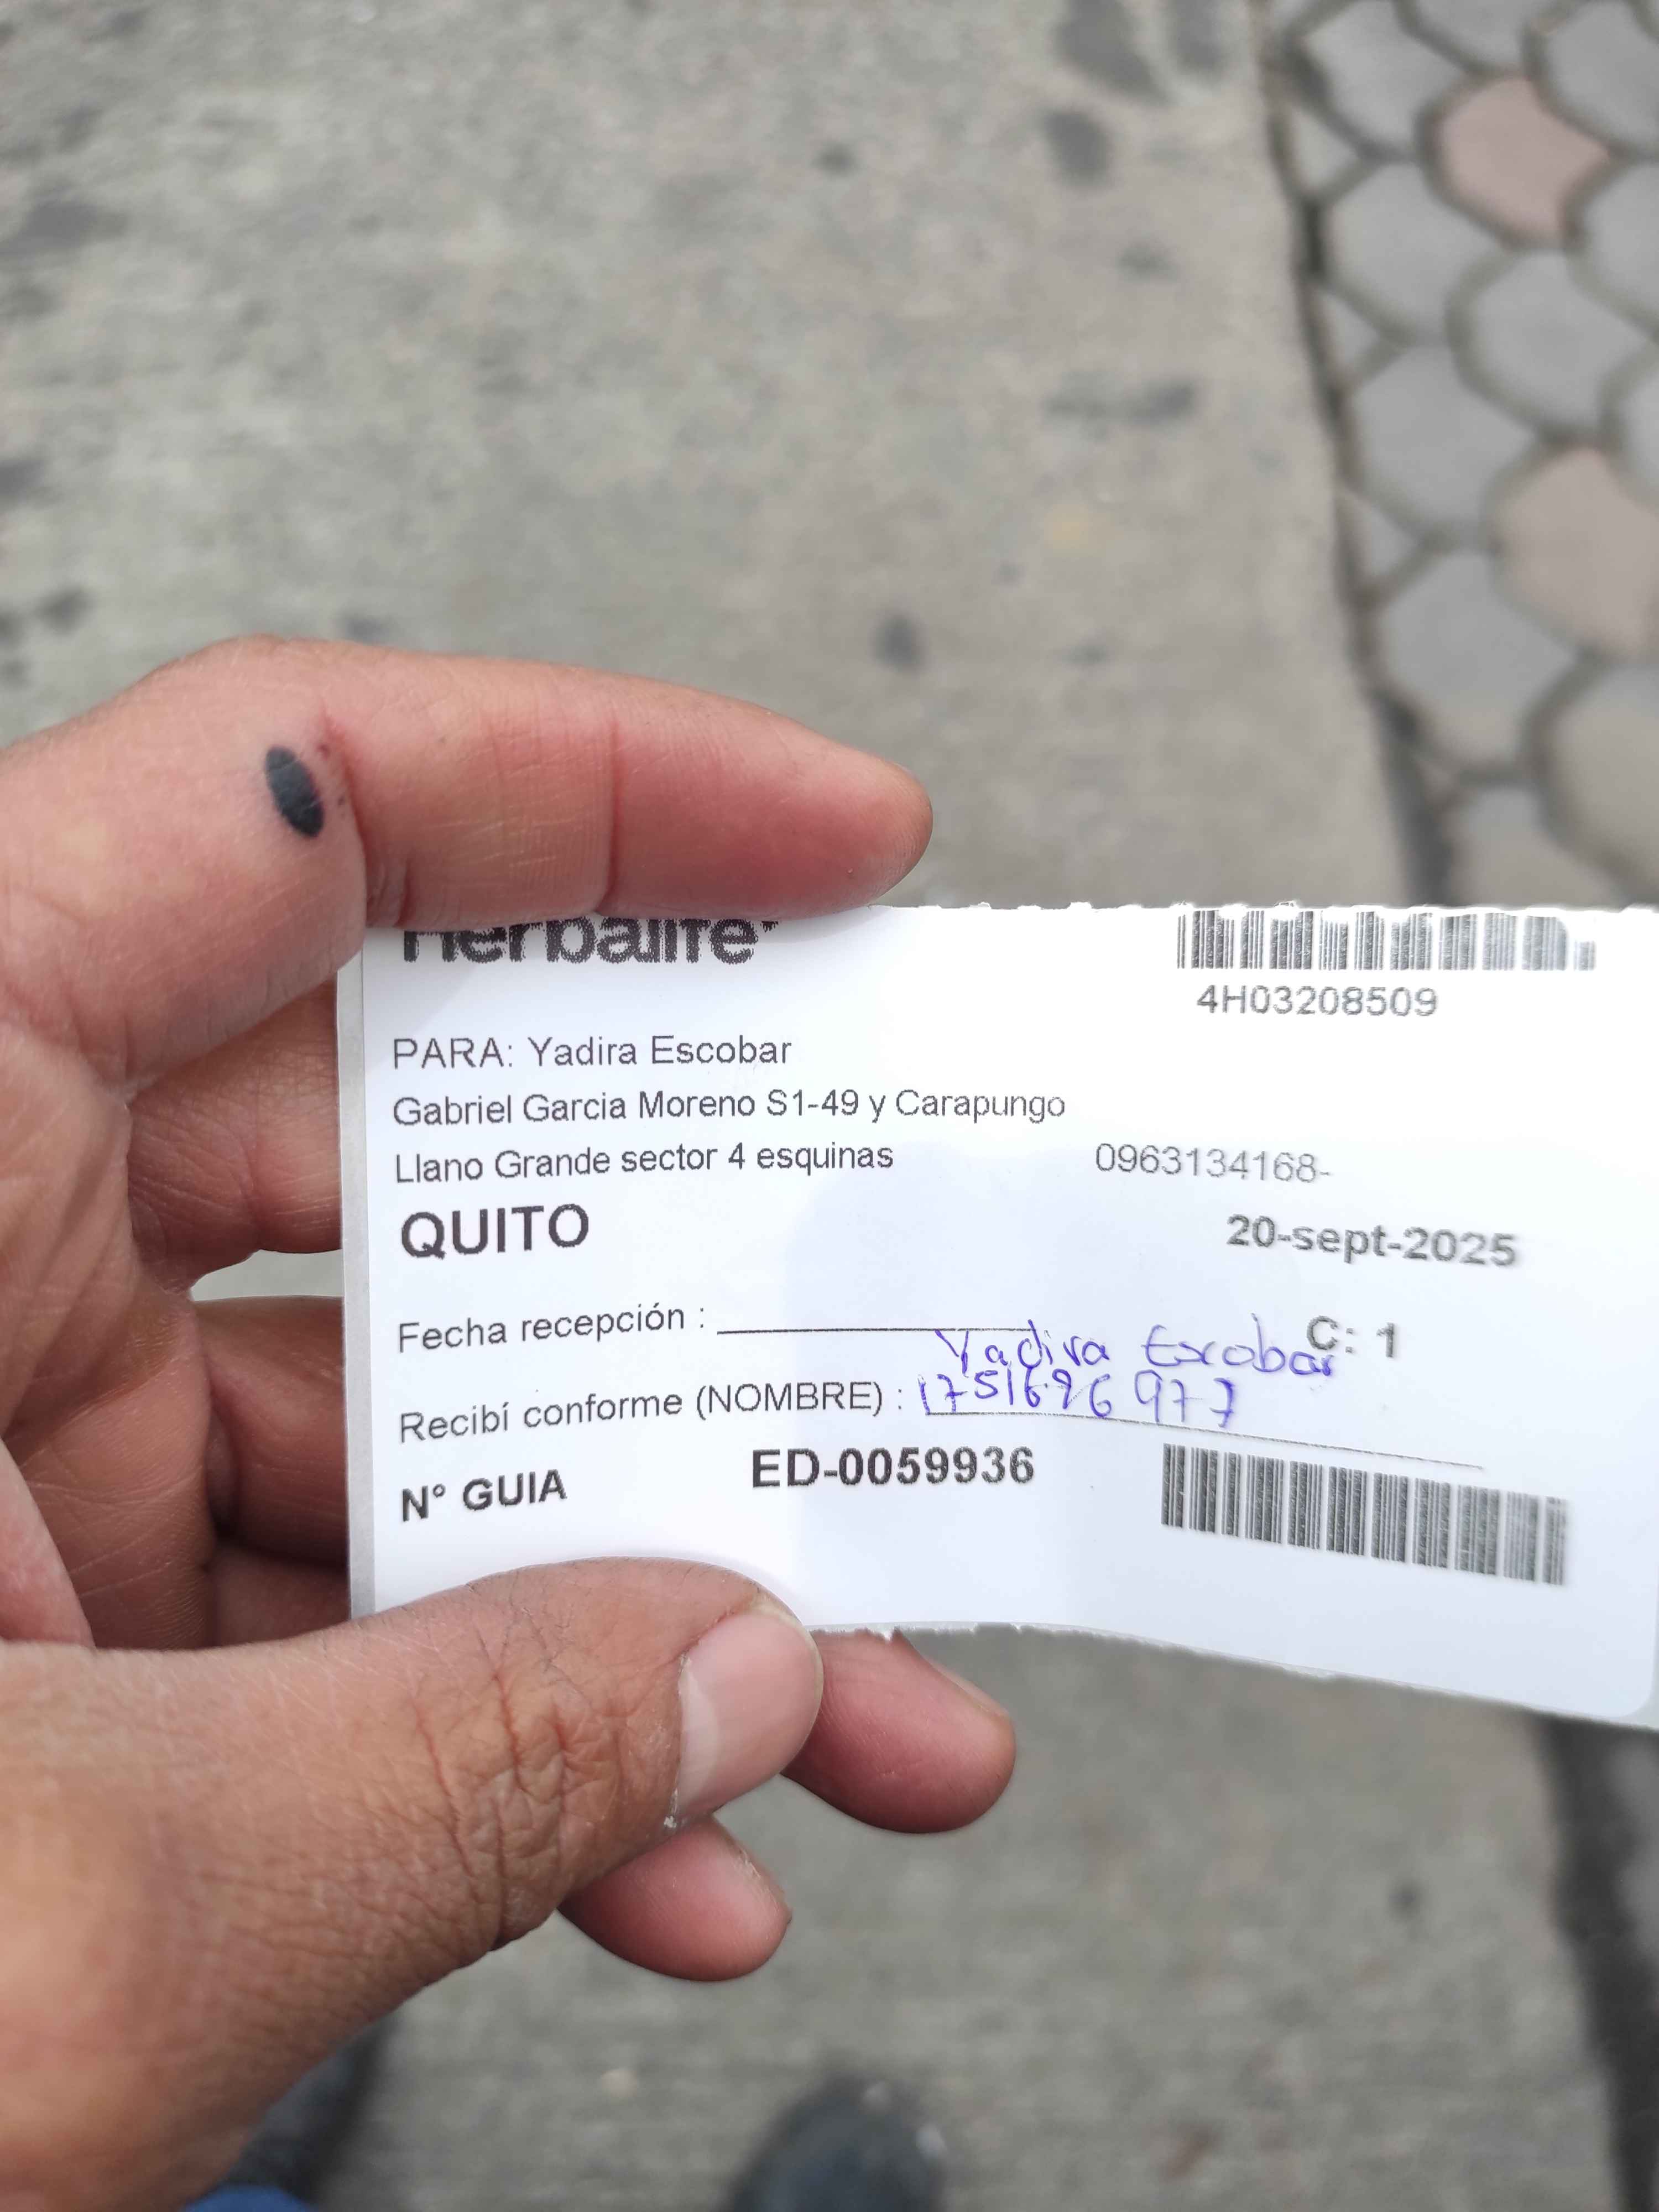 Herbalife
4H03208509
PARA: Yadira Escobar
Gabriel Garcia Moreno S1-49 y Carapungo
Llano Grande sector 4 esquinas 0963134168-
QUITO
20-sept-2025
Fecha recepción :
C: 1
Yadira Escobar
Recibí conforme (NOMBRE) : 1751696977
N° GUIA ED-0059936